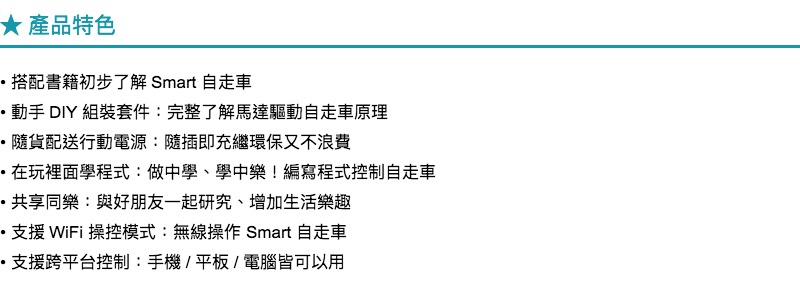 ★ 產品特色
• 搭配書籍初步了解 Smart 自走車
• 動手 DIY 組裝套件：完整了解馬達驅動自走車原理
• 隨貨配送行動電源：隨插即充繼環保又不浪費
• 在玩裡面學程式：做中學、學中樂！編寫程式控制自走車
• 共享同樂：與好朋友一起研究、增加生活樂趣
• 支援 WiFi 操控模式：無線操作 Smart 自走車
• 支援跨平台控制：手機 / 平板 / 電腦皆可以用